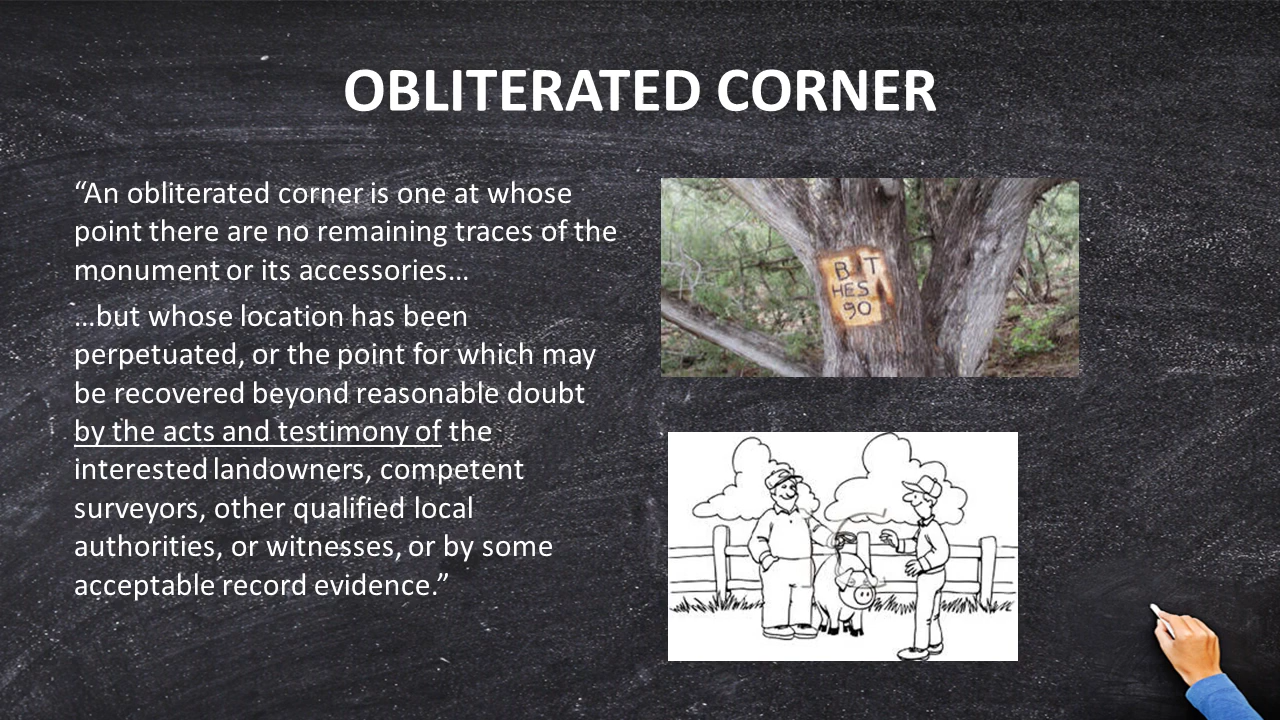 OBLITERATED CORNER
“An obliterated corner is one at whose
point there are no remaining traces of the
monument or its accessories...
...but whose location has been
perpetuated, or the point for which may
be recovered beyond reasonable doubt
by the acts and testimony of the
interested landowners, competent
surveyors, other qualified local
authorities, or witnesses, or by some
acceptable record evidence.”
B T
HES
90